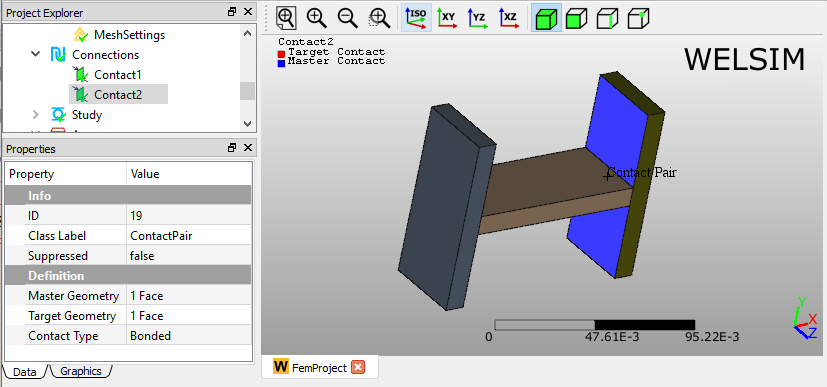 Project Explorer
MeshSettings
Connections
Contact1
Contact2
Study
Properties
Property Value
Info
ID 19
Class Label ContactPair
Suppressed false
Definition
Master Geometry 1 Face
Target Geometry 1 Face
Contact Type Bonded
Data Graphics
ISO XY YZ XZ
Contact2
Target Contact
Master Contact
WELSIM
Contact Pair
Y
X
Z
0 47.61E-3 95.22E-3
W FemProject